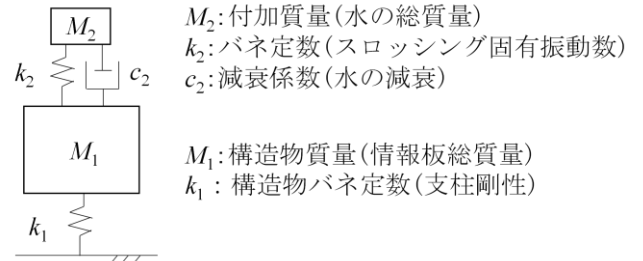 M₂
k₂
c₂
M₁
k₁
M₂:付加質量(水の総質量)
k₂:バネ定数(スロッシング固有振動数)
c₂:減衰係数(水の減衰)
M₁:構造物質量(情報板総質量)
k₁：構造物バネ定数(支柱剛性)